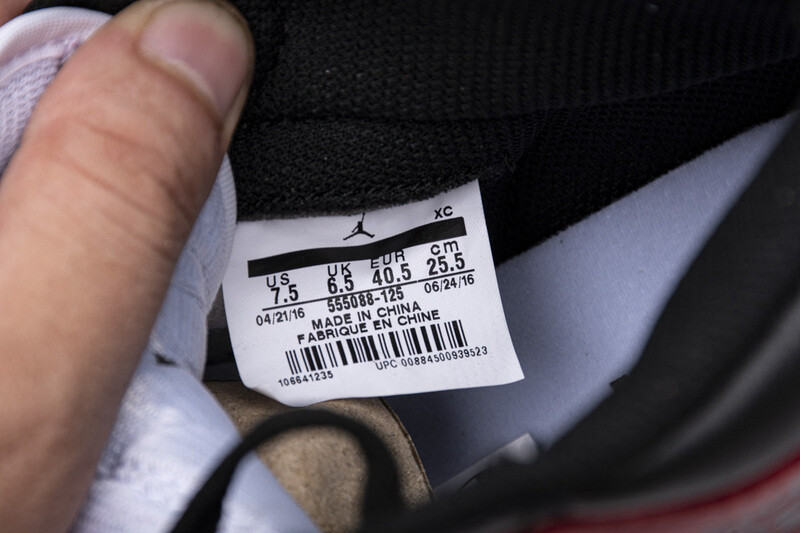 XC
US UK EUR cm
7.5 6.5 40.5 25.5
555088-125
04/21/16 06/24/16
MADE IN CHINA
FABRIQUE EN CHINE
106641235 UPC 00884500939523